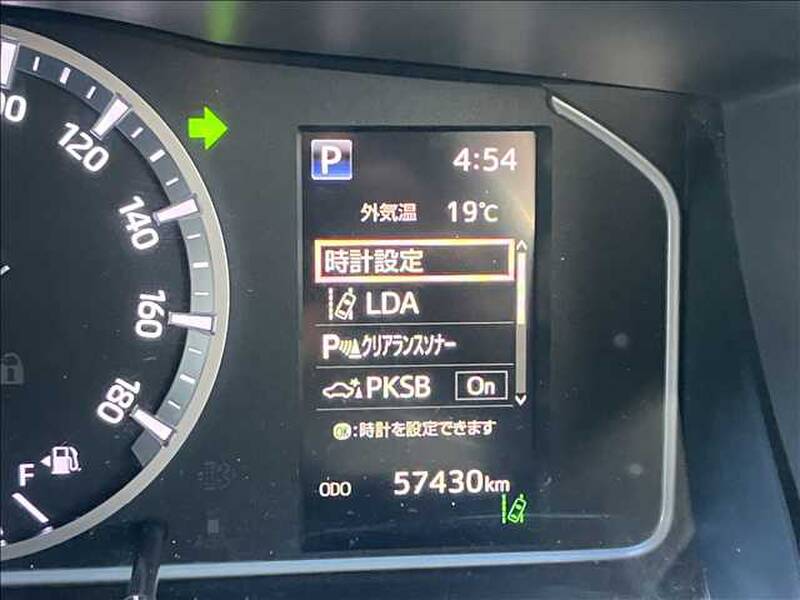 120
140
160
180
F
P 4:54
外気温 19℃
時計設定
LDA
Pクリアランスソナー
PKSB On
OK:時計を設定できます
ODO 57430km